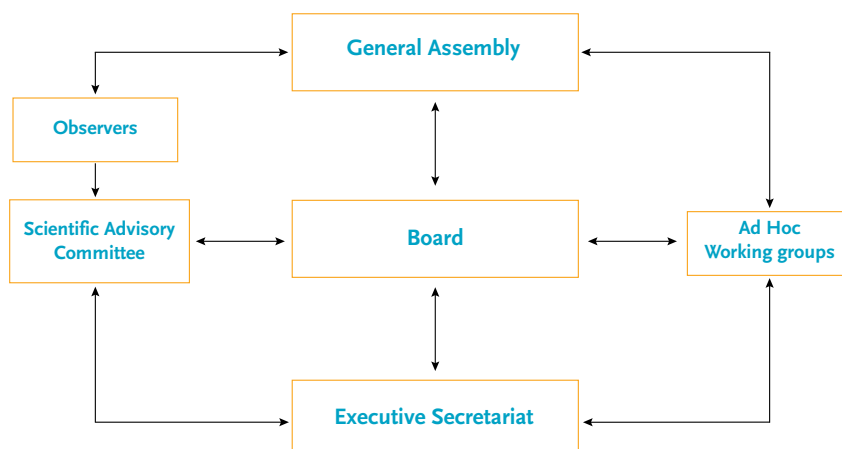 General Assembly
Observers
Scientific Advisory
Committee
Board
Ad Hoc
Working groups
Executive Secretariat